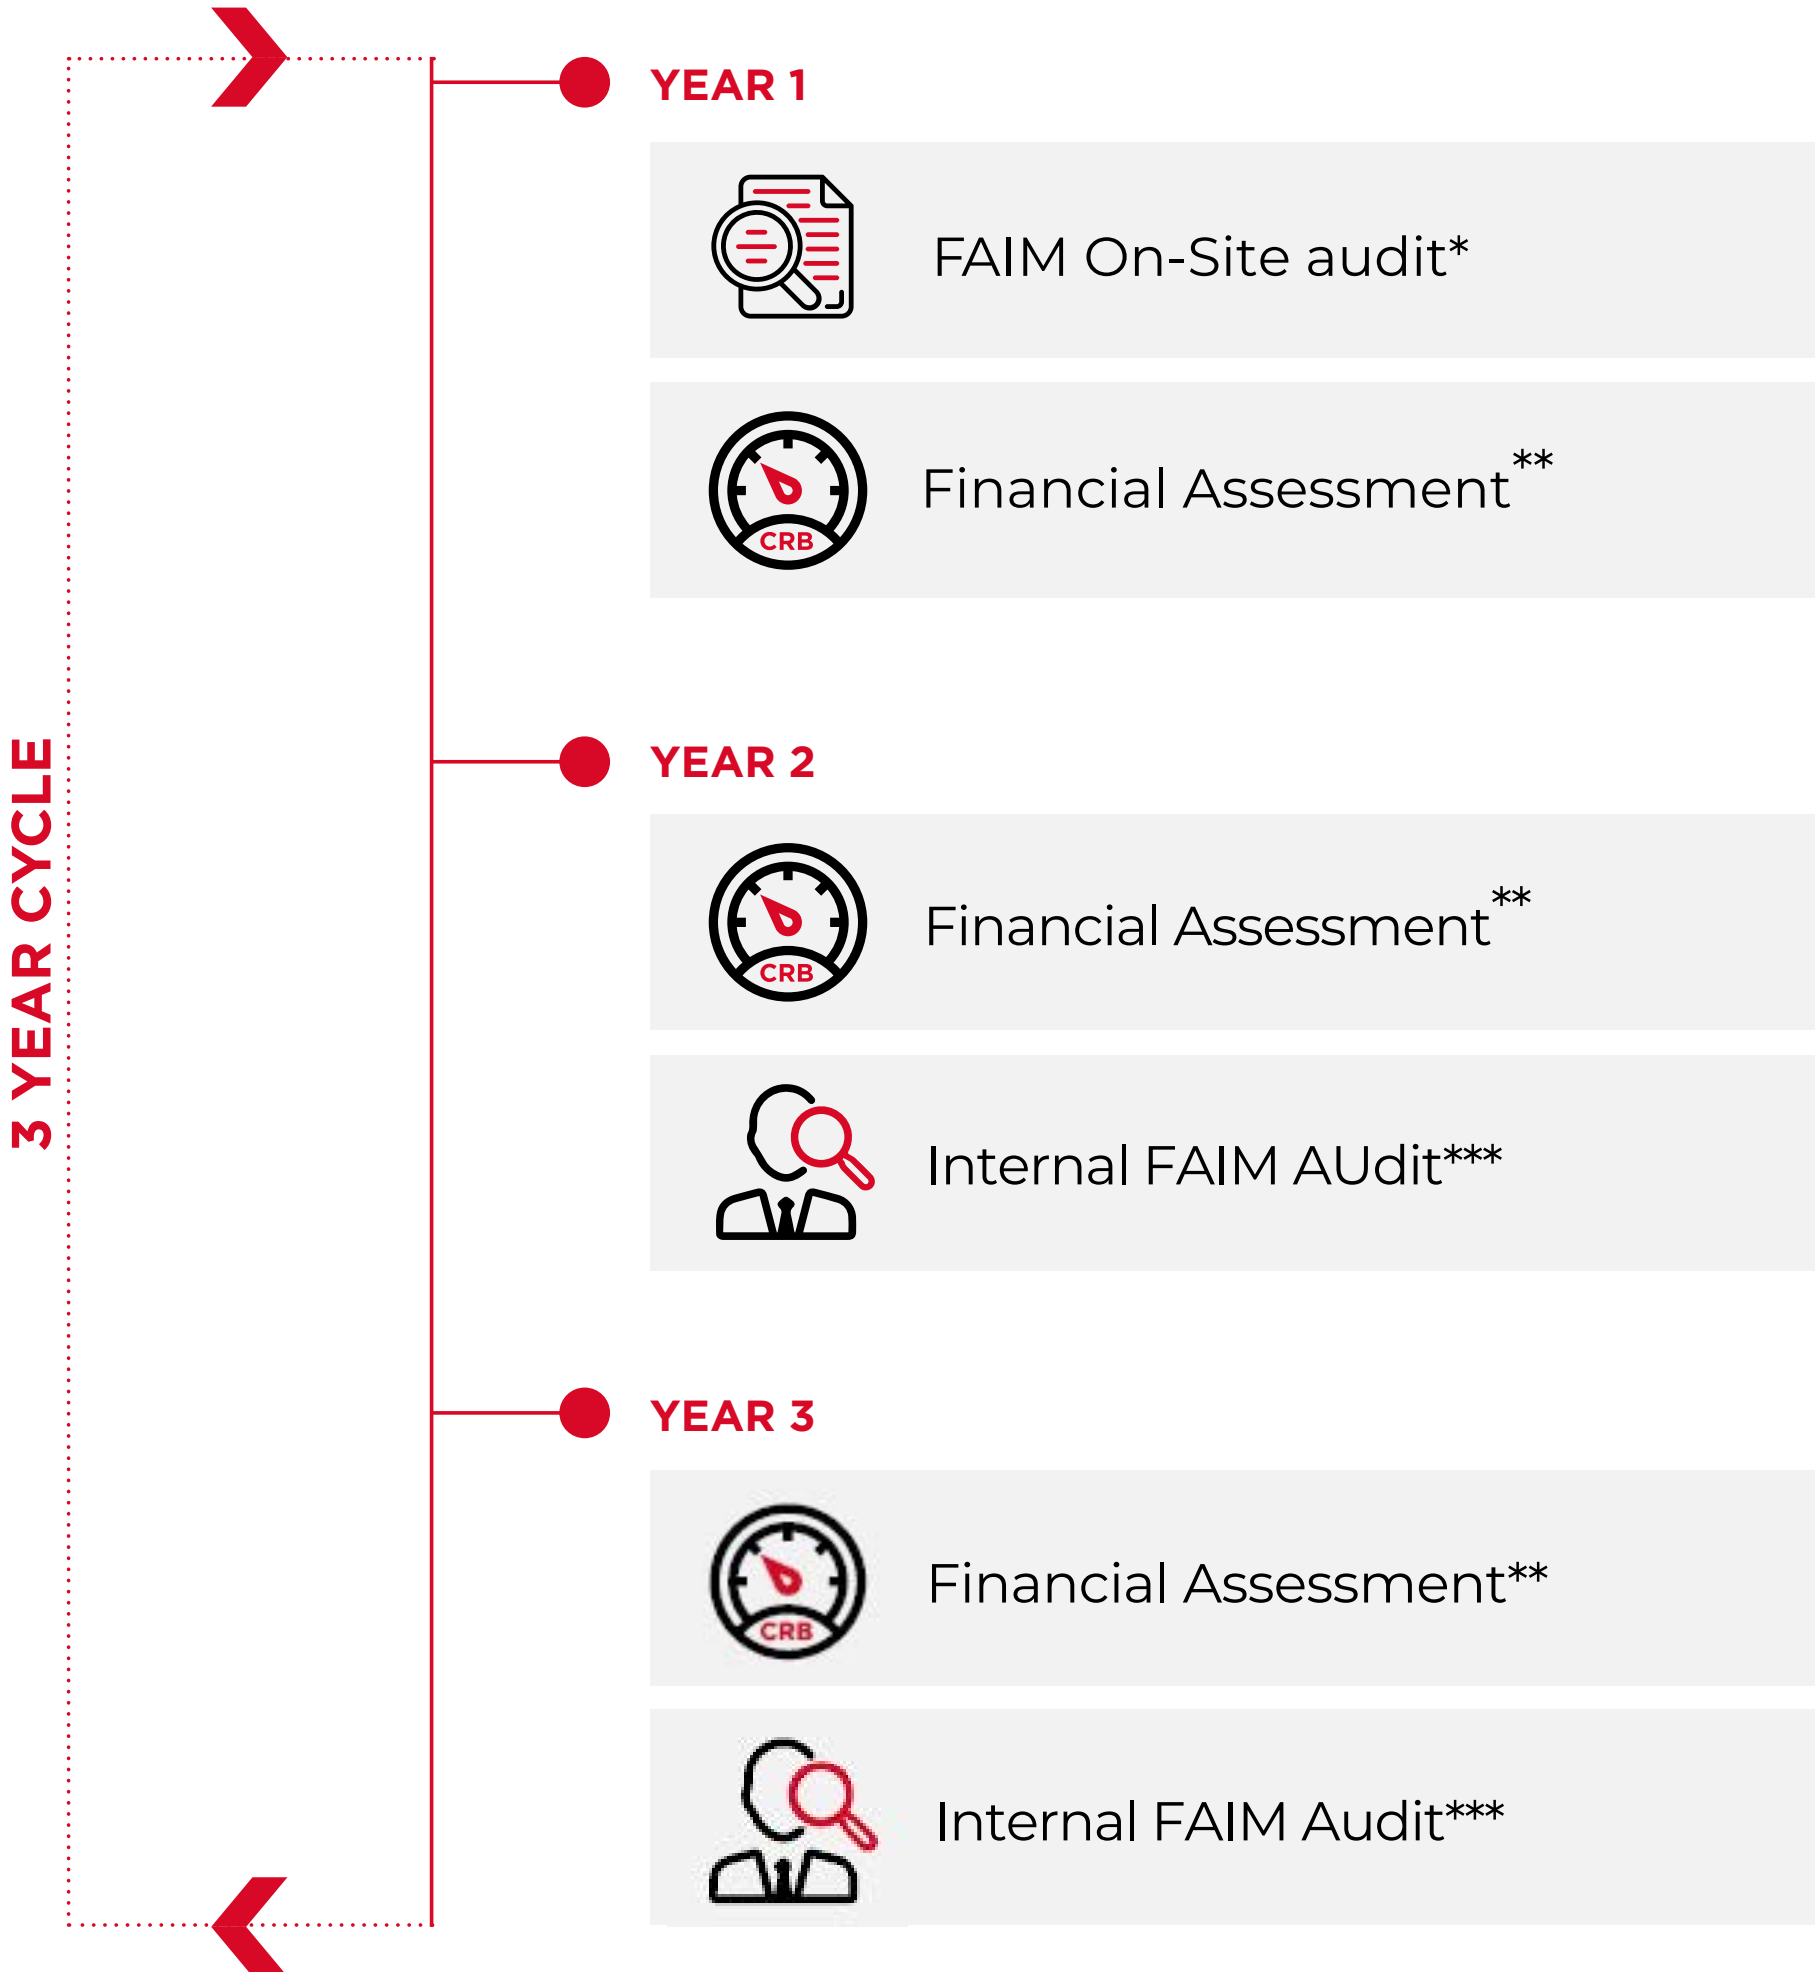 3 YEAR CYCLE
YEAR 1
FAIM On-Site audit*
CRB
Financial Assessment**
YEAR 2
CRB
Financial Assessment**
Internal FAIM AUdit***
YEAR 3
CRB
Financial Assessment**
Internal FAIM Audit***